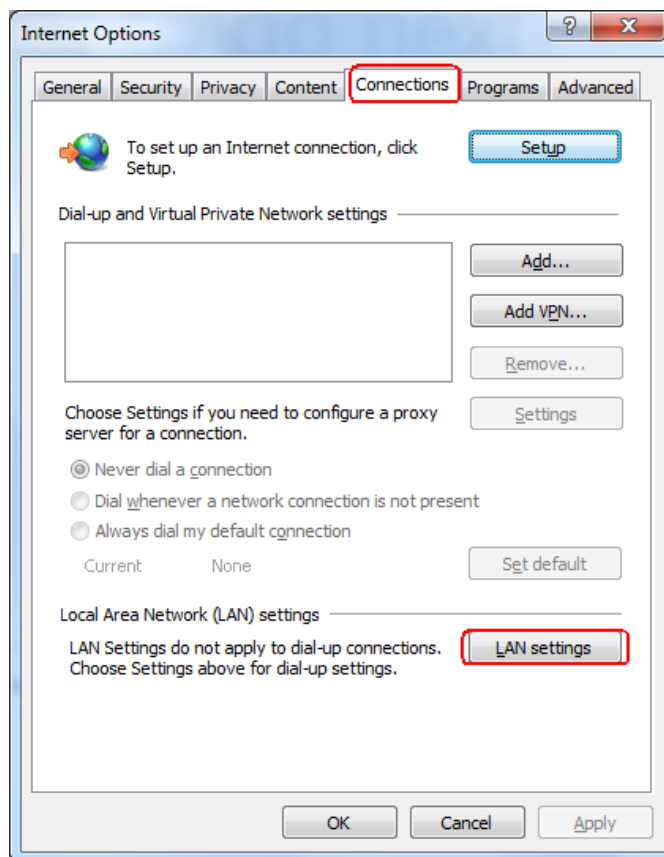 Internet Options
?
X
General Security Privacy Content Connections Programs Advanced
To set up an Internet connection, click
Setup.
Setup
Dial-up and Virtual Private Network settings
Add...
Add VPN...
Remove...
Choose Settings if you need to configure a proxy
server for a connection.
Settings
Never dial a connection
Dial whenever a network connection is not present
Always dial my default connection
Current None
Set default
Local Area Network (LAN) settings
LAN Settings do not apply to dial-up connections.
Choose Settings above for dial-up settings.
LAN settings
OK Cancel Apply